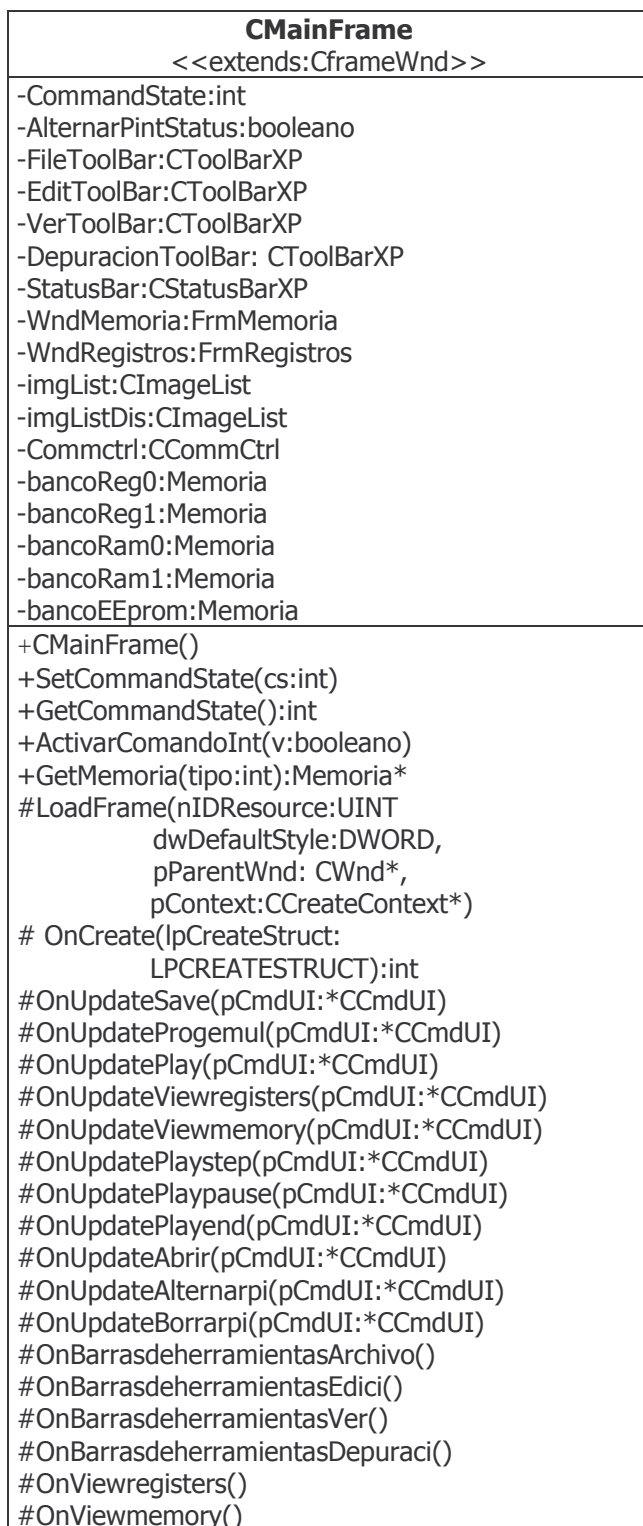 CMainFrame
<<extends:CframeWnd>>
-CommandState:int
-AlternarPintStatus:booleano
-FileToolBar:CToolBarXP
-EditToolBar:CToolBarXP
-VerToolBar:CToolBarXP
-DepuracionToolBar: CToolBarXP
-StatusBar:CStatusBarXP
-WndMemoria:FrmMemoria
-WndRegistros:FrmRegistros
-imgList:CImageList
-imgListDis:CImageList
-Commctrl:CCommCtrl
-bancoReg0:Memoria
-bancoReg1:Memoria
-bancoRam0:Memoria
-bancoRam1:Memoria
-bancoEEprom:Memoria
+CMainFrame()
+SetCommandState(cs:int)
+GetCommandState():int
+ActivarComandoInt(v:booleano)
+GetMemoria(tipo:int):Memoria*
#LoadFrame(nIDResource:UINT
dwDefaultStyle:DWORD,
pParentWnd: CWnd*,
pContext:CCreateContext*)
# OnCreate(lpCreateStruct:
LPCREATESTRUCT):int
#OnUpdateSave(pCmdUI:*CCmdUI)
#OnUpdateProgemul(pCmdUI:*CCmdUI)
#OnUpdatePlay(pCmdUI:*CCmdUI)
#OnUpdateViewregisters(pCmdUI:*CCmdUI)
#OnUpdateViewmemory(pCmdUI:*CCmdUI)
#OnUpdatePlaystep(pCmdUI:*CCmdUI)
#OnUpdatePlaypause(pCmdUI:*CCmdUI)
#OnUpdatePlayend(pCmdUI:*CCmdUI)
#OnUpdateAbrir(pCmdUI:*CCmdUI)
#OnUpdateAlternarpi(pCmdUI:*CCmdUI)
#OnUpdateBorrarpi(pCmdUI:*CCmdUI)
#OnBarrasdeherramientasArchivo()
#OnBarrasdeherramientasEdici()
#OnBarrasdeherramientasVer()
#OnBarrasdeherramientasDepuraci()
#OnViewregisters()
#OnViewmemory()